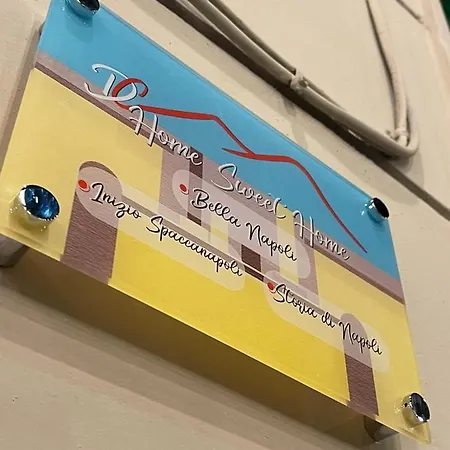 DC
Home Sweet Home
Bella Napoli
Inizio Spaccanapoli
Storia di Napoli